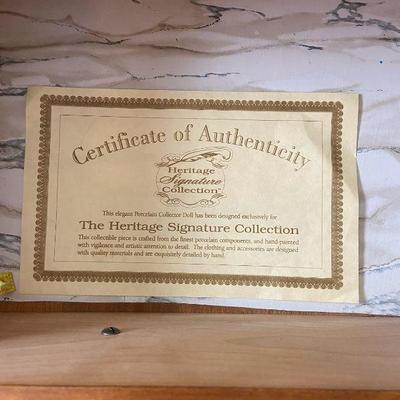 Certificate of Authenticity
Heritage
Signature
Collection™
This elegant Porcelain Collector Doll has been designed exclusively for
The Heritage Signature Collection
This collectible piece is crafted from the finest porcelain components, and hand-painted
with vigilance and artistic attention to detail. The clothing and accessories are designed
with quality materials and are exquisitely detailed by hand.